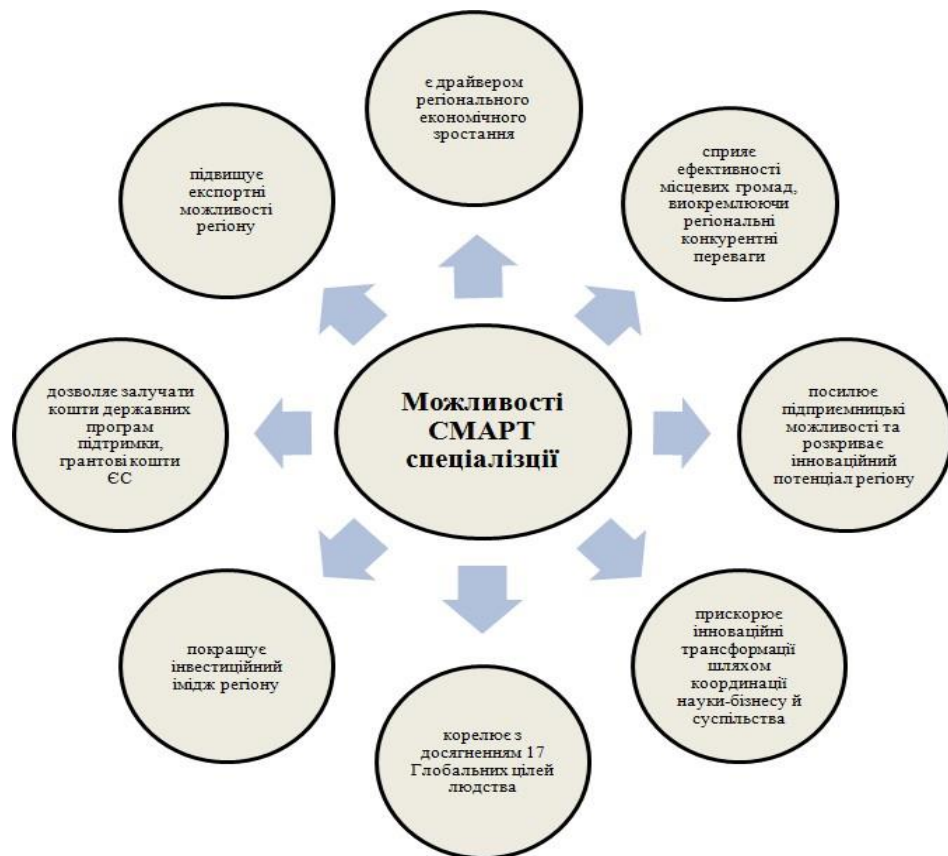 є драйвером
регіонального
економічного
зростання
сприяє
ефективності
місцевих громад,
виокремлюючи
регіональні
конкурентні
переваги
посилює
підприємницькі
можливості та
розкриває
інноваційний
потенціал регіону
прискорює
інноваційні
трансформації
шляхом
координації
науки-бізнесу й
суспільства
корелює з
досягненням 17
Глобальних цілей
людства
покращує
інвестиційний
імідж регіону
дозволяє залучати
кошти державних
програм
підтримки,
грантові кошти
ЄС
підвищує
експортні
можливості
регіону
Можливості
СМАРТ
спеціалізції